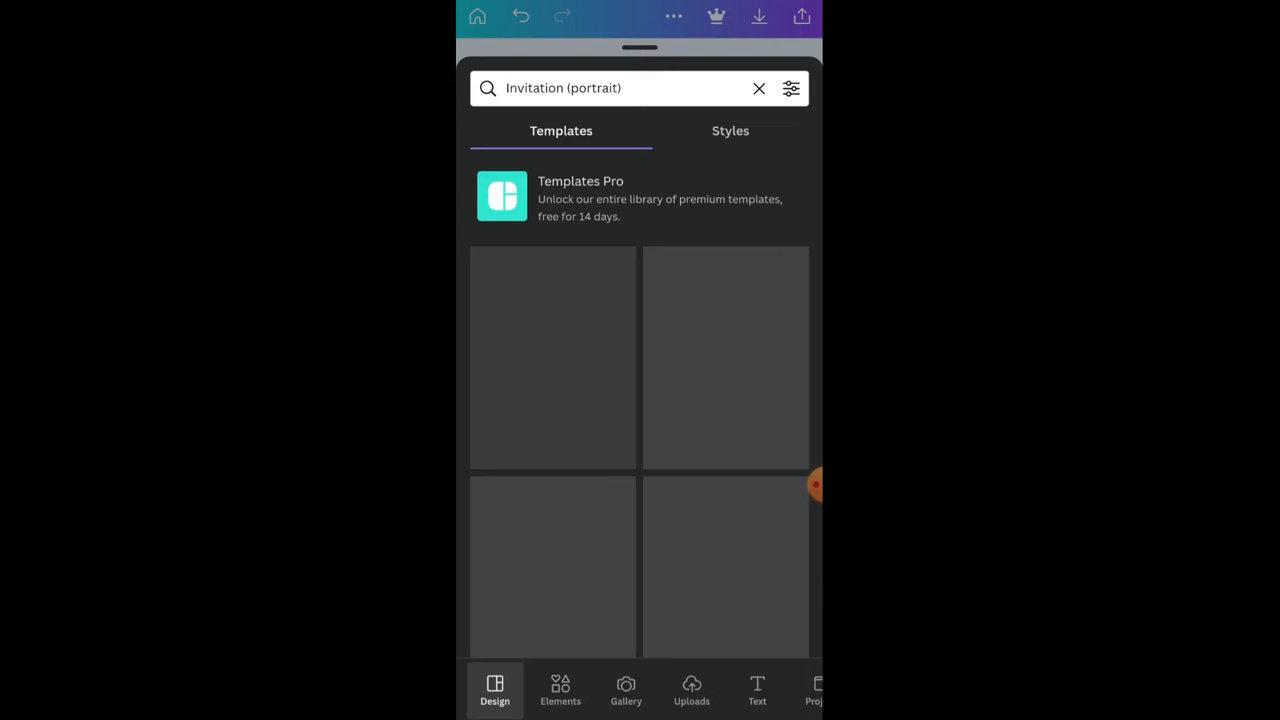 Invitation (portrait)
Templates
Styles
Templates Pro
Unlock our entire library of premium templates,
free for 14 days.
Design
Elements
Gallery
Uploads
Text
Proj